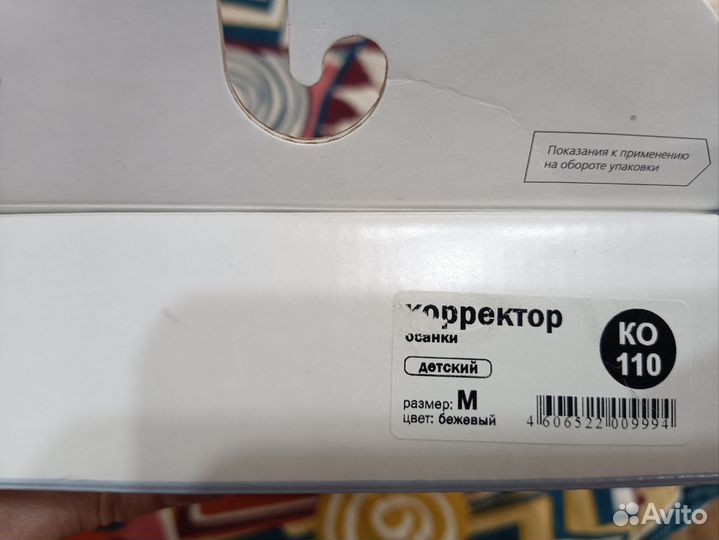 Показания к применению
на обороте упаковки
корректор
осанки
детский
размер: M
цвет: бежевый
КО
110
4 606522 009994
Avito